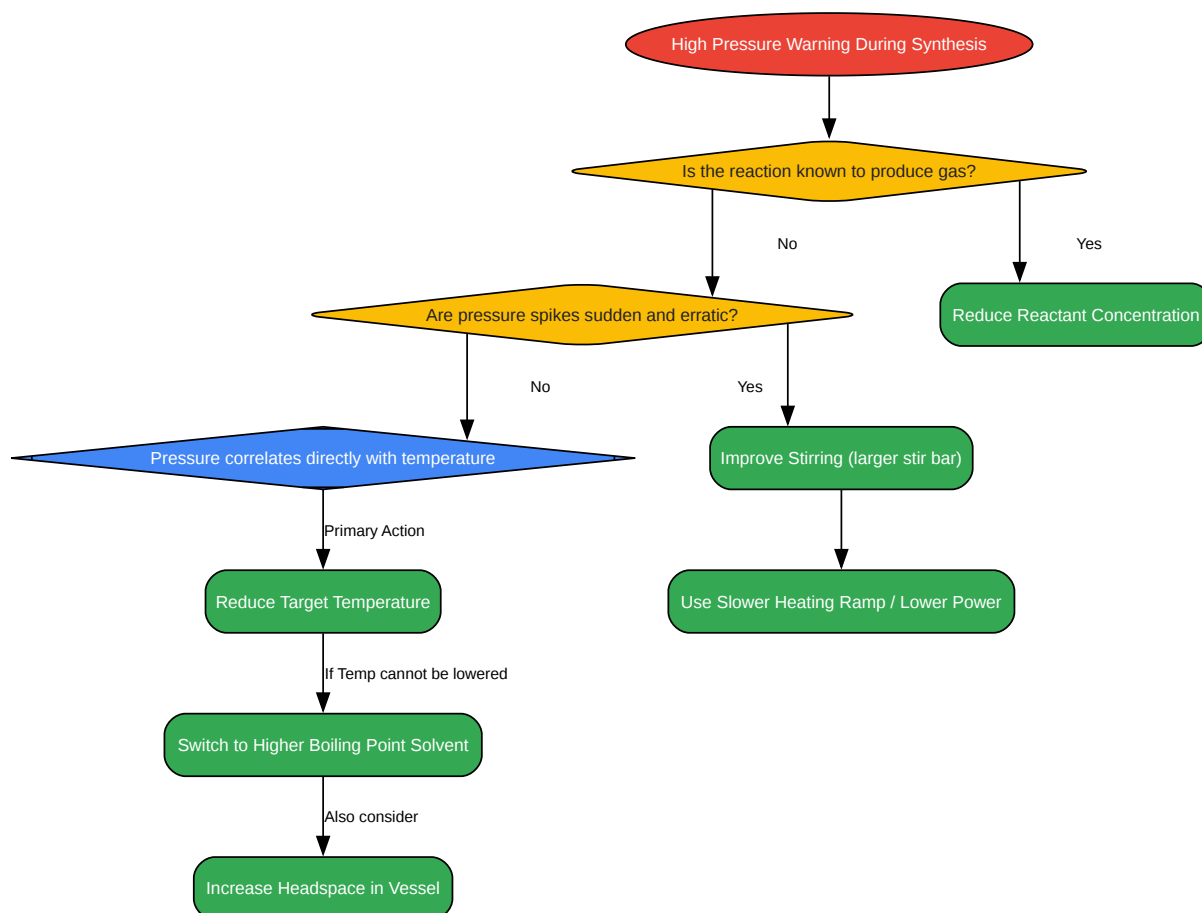 High Pressure Warning During Synthesis
Is the reaction known to produce gas?
No
Yes
Are pressure spikes sudden and erratic?
Reduce Reactant Concentration
No
Yes
Pressure correlates directly with temperature
Improve Stirring (larger stir bar)
Primary Action
Reduce Target Temperature
Use Slower Heating Ramp / Lower Power
If Temp cannot be lowered
Switch to Higher Boiling Point Solvent
Also consider
Increase Headspace in Vessel